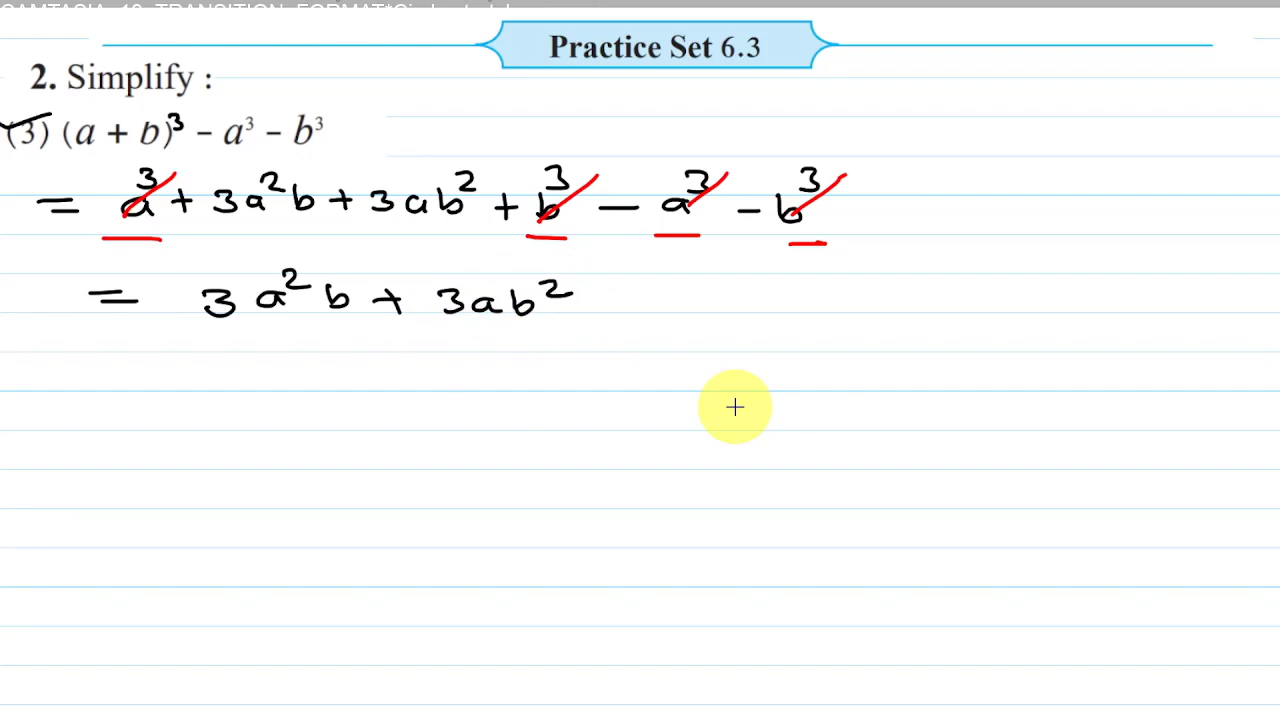 Practice Set 6.3
2. Simplify :
(3) (a + b)³ - a³ - b³
= a³ + 3a²b + 3ab² + b³ - a³ - b³
= 3a²b + 3ab²